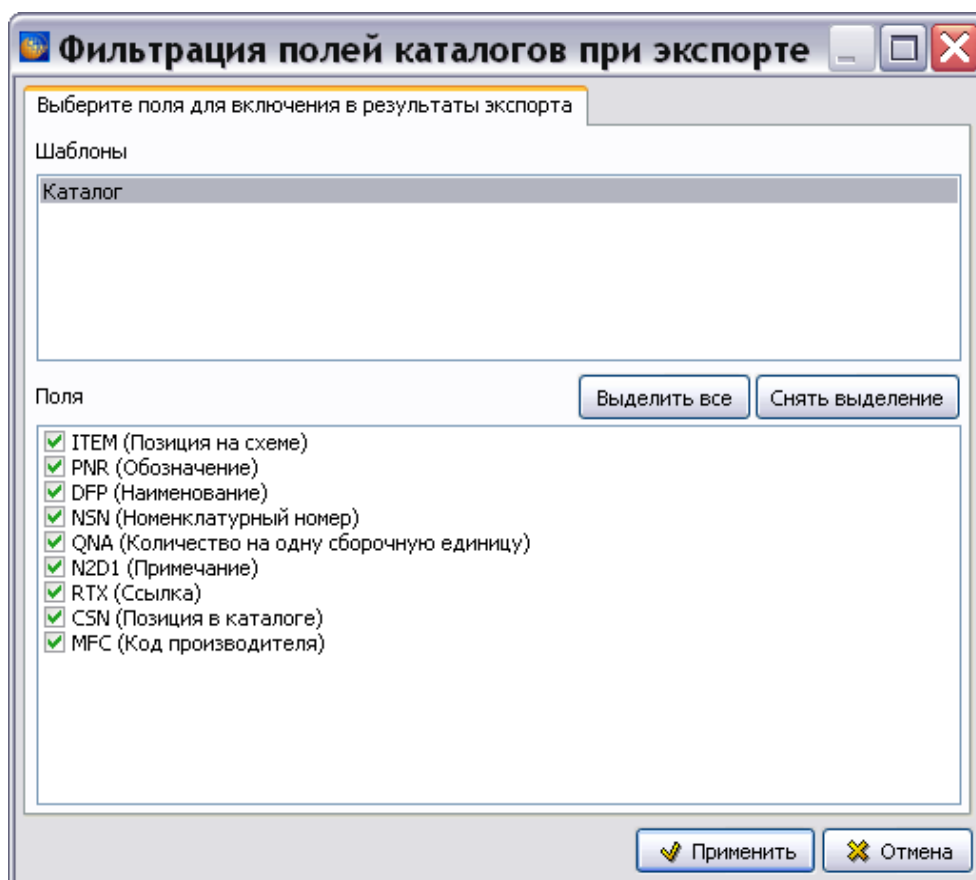 Фильтрация полей каталогов при экспорте
Выберите поля для включения в результаты экспорта
Шаблоны
Каталог
Поля
Выделить все
Снять выделение
ITEM (Позиция на схеме)
PNR (Обозначение)
DFP (Наименование)
NSN (Номенклатурный номер)
QNA (Количество на одну сборочную единицу)
N2D1 (Примечание)
RTX (Ссылка)
CSN (Позиция в каталоге)
MFC (Код производителя)
Применить
Отмена